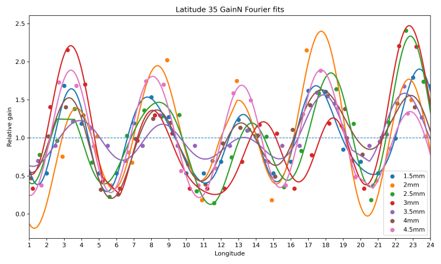 Latitude 35 GainN Fourier fits
Relative gain
2.5
2.0
1.5
1.0
0.5
0.0
1 2 3 4 5 6 7 8 9 10 11 12 13 14 15 16 17 18 19 20 21 22 23 24
Longitude
1.5mm
2mm
2.5mm
3mm
3.5mm
4mm
4.5mm